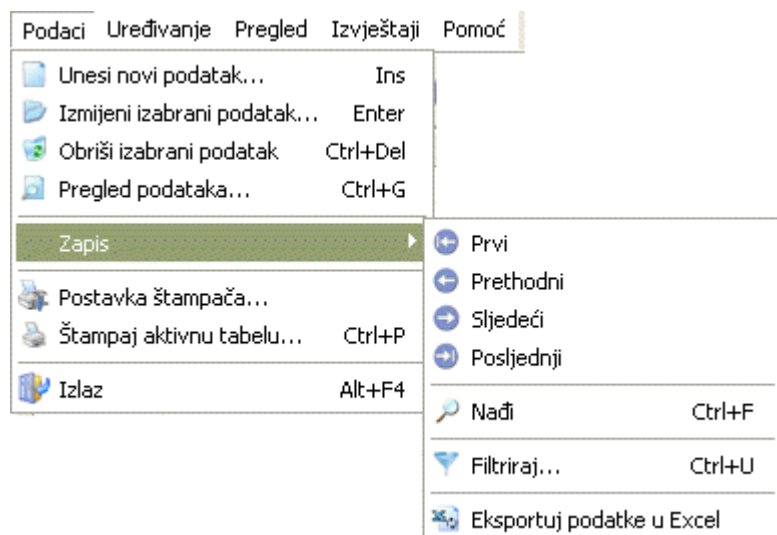 Podaci Uređivanje Pregled Izvještaji Pomoć
Unesi novi podatak... Ins
Izmijeni izabrani podatak... Enter
Obriši izabrani podatak Ctrl+Del
Pregled podataka... Ctrl+G
Zapis
Postavka štampača...
Štampaj aktivnu tabelu... Ctrl+P
Izlaz Alt+F4
Prvi
Prethodni
Sljedeći
Posljednji
Nađi Ctrl+F
Filtriraj... Ctrl+U
Eksportuj podatke u Excel